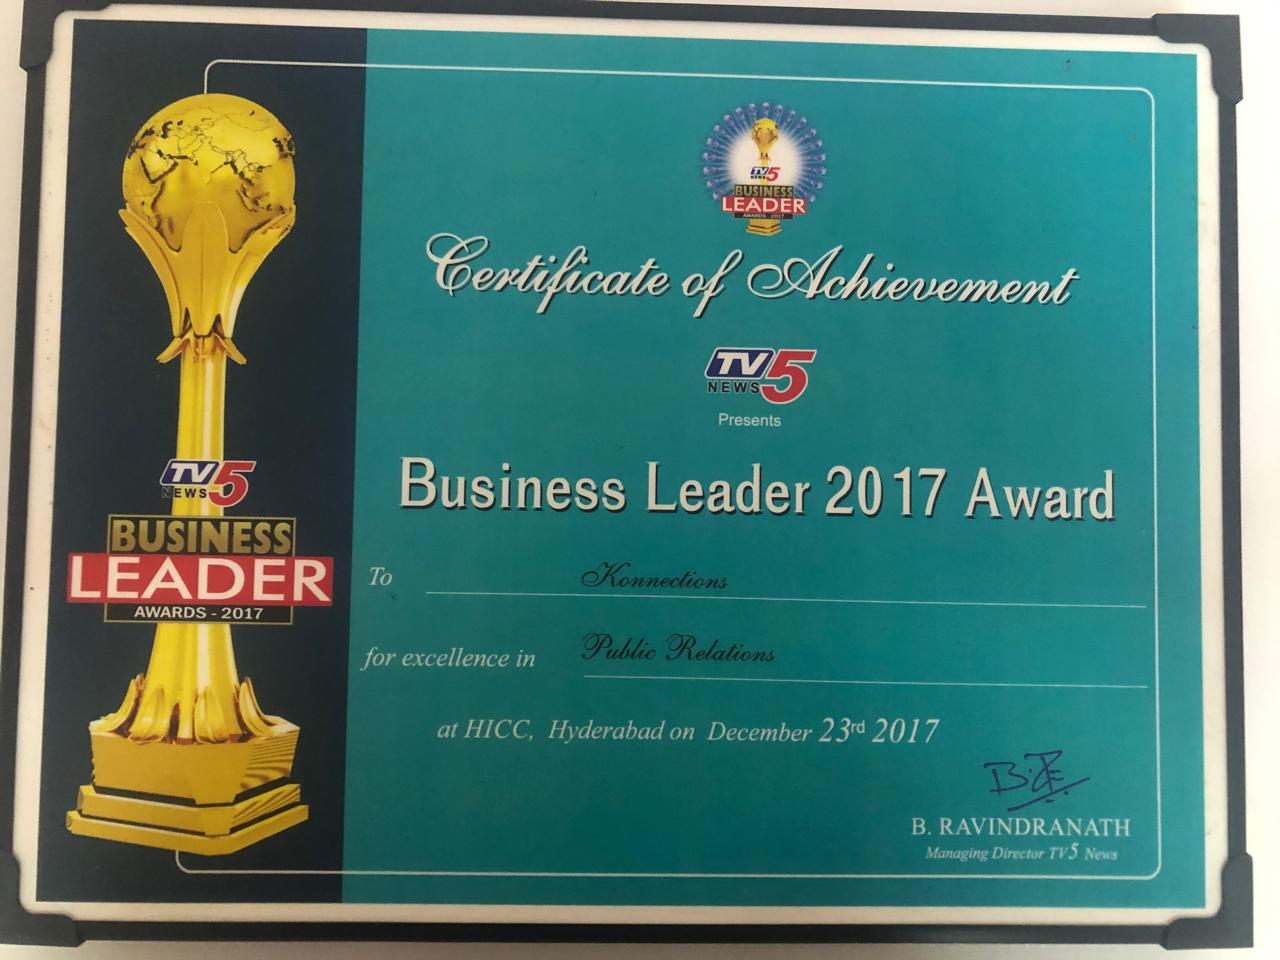 TV5
NEWS
BUSINESS
LEADER
AWARDS - 2017
Certificate of Achievement
TV5
NEWS
Presents
Business Leader 2017 Award
To Konnections
for excellence in Public Relations
at HICC, Hyderabad on December 23rd 2017
B. RAVINDRANATH
Managing Director TV5 News
TV5
NEWS
BUSINESS
LEADER
AWARDS - 2017